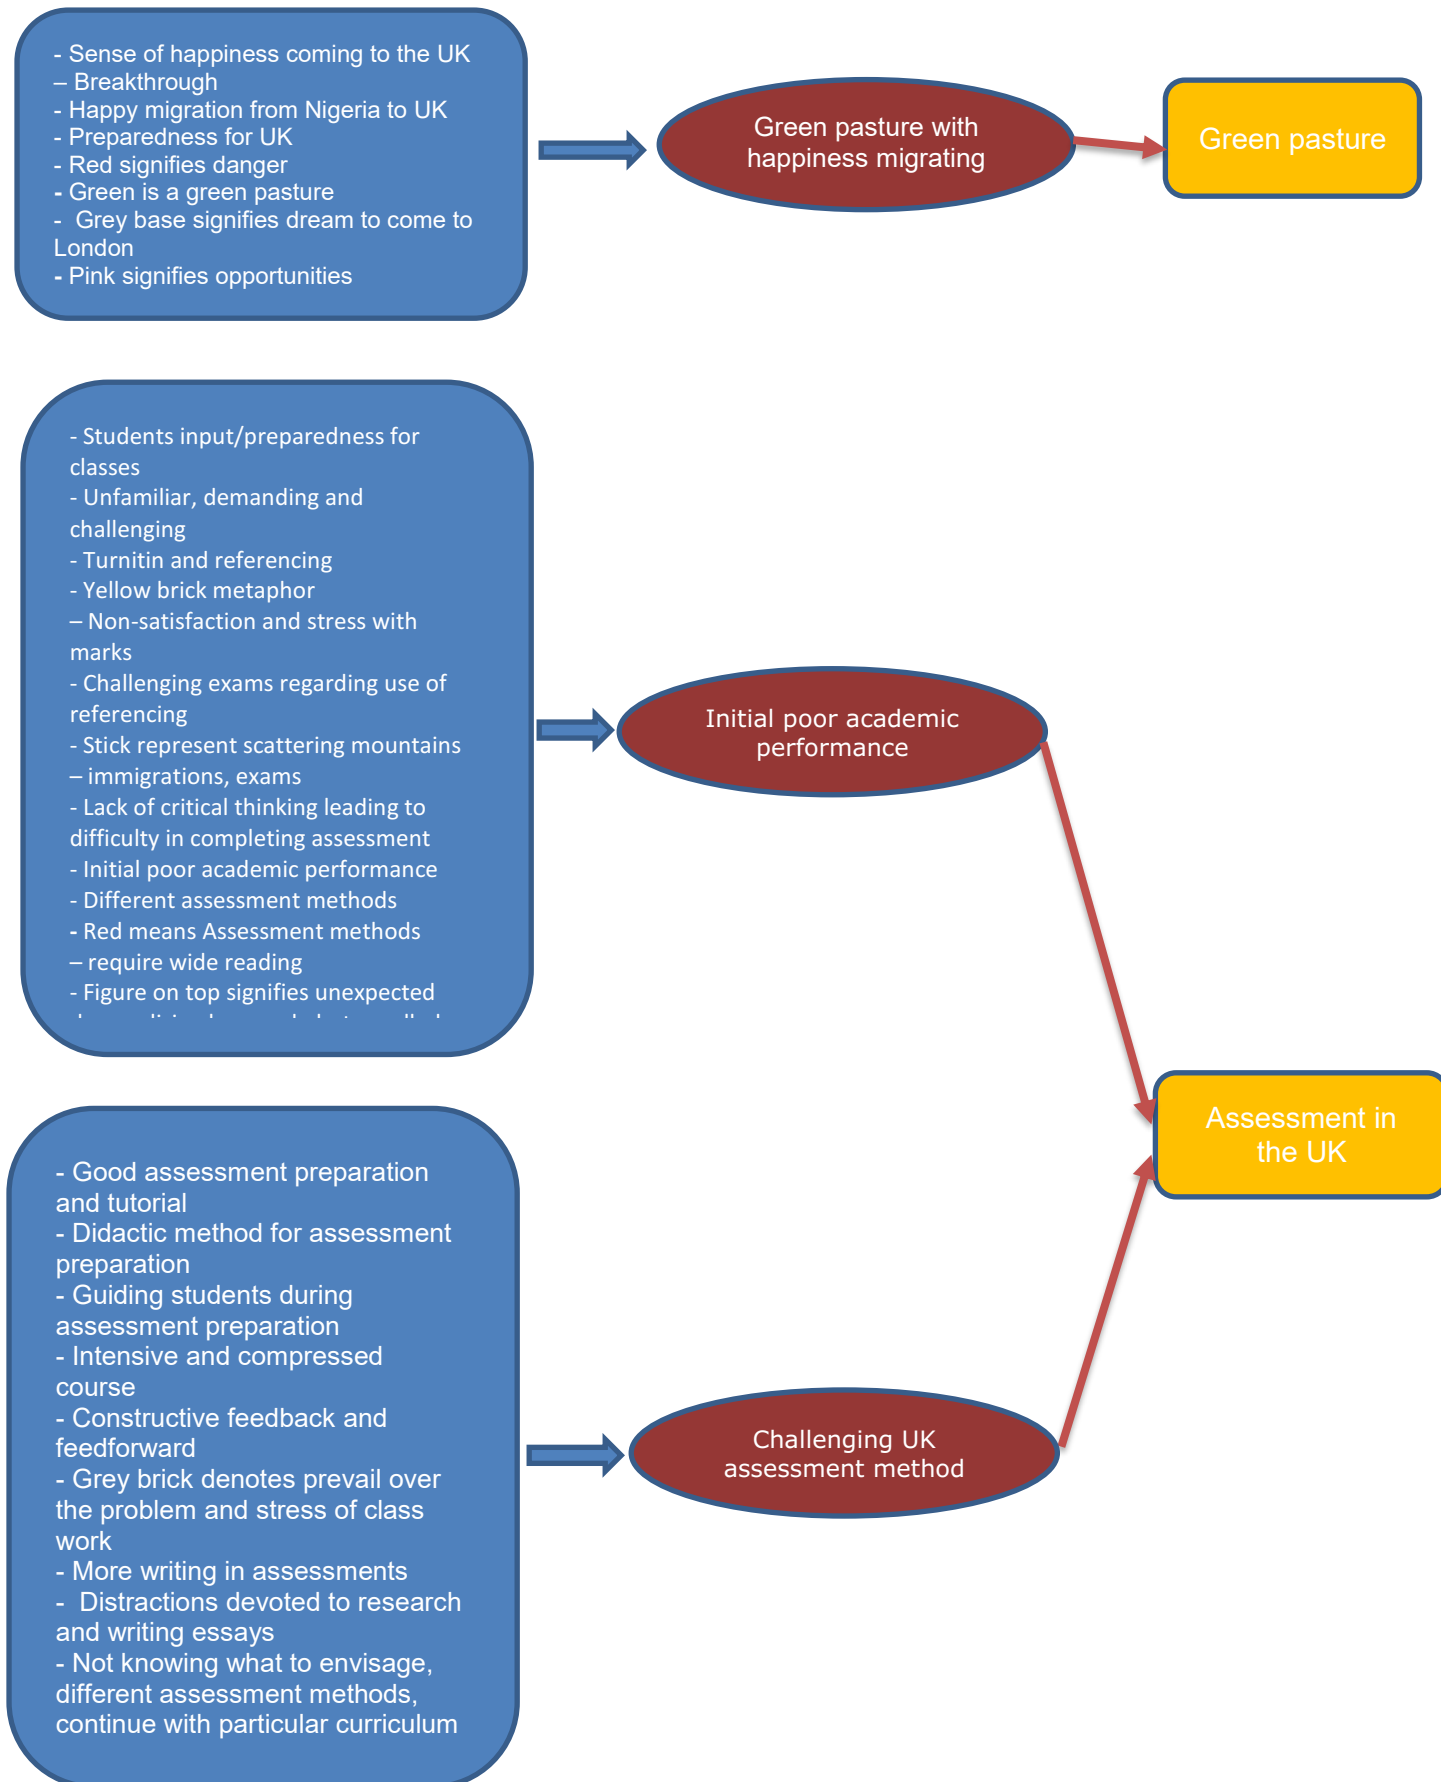 - Sense of happiness coming to the UK
– Breakthrough
- Happy migration from Nigeria to UK
- Preparedness for UK
- Red signifies danger
- Green is a green pasture
- Grey base signifies dream to come to
London
- Pink signifies opportunities
Green pasture with
happiness migrating
Green pasture
- Students input/preparedness for
classes
- Unfamiliar, demanding and
challenging
- Turnitin and referencing
- Yellow brick metaphor
– Non-satisfaction and stress with
marks
- Challenging exams regarding use of
referencing
- Stick represent scattering mountains
– immigrations, exams
- Lack of critical thinking leading to
difficulty in completing assessment
- Initial poor academic performance
- Different assessment methods
- Red means Assessment methods
– require wide reading
- Figure on top signifies unexpected
Initial poor academic
performance
Assessment in
the UK
- Good assessment preparation
and tutorial
- Didactic method for assessment
preparation
- Guiding students during
assessment preparation
- Intensive and compressed
course
- Constructive feedback and
feedforward
- Grey brick denotes prevail over
the problem and stress of class
work
- More writing in assessments
- Distractions devoted to research
and writing essays
- Not knowing what to envisage,
different assessment methods,
continue with particular curriculum
Challenging UK
assessment method